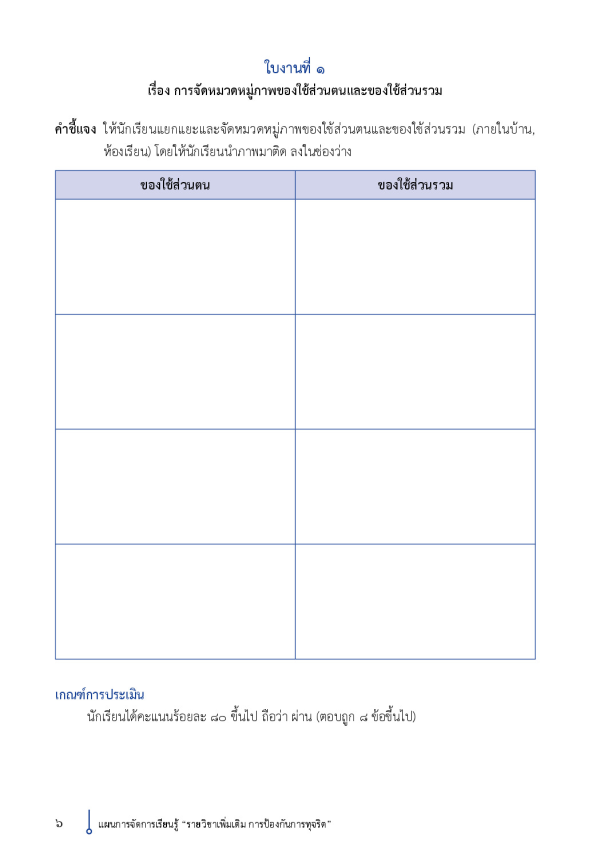 ใบงานที่ ๑
เรื่อง การจัดหมวดหมู่ภาพของใช้ส่วนตนและของใช้ส่วนรวม
คำชี้แจง ให้นักเรียนแยกแยะและจัดหมวดหมู่ภาพของใช้ส่วนตนและของใช้ส่วนรวม (ภายในบ้าน,
ห้องเรียน) โดยให้นักเรียนนำภาพมาติด ลงในช่องว่าง
ของใช้ส่วนตน ของใช้ส่วนรวม
เกณฑ์การประเมิน
นักเรียนได้คะแนนร้อยละ ๘๐ ขึ้นไป ถือว่า ผ่าน (ตอบถูก ๘ ข้อขึ้นไป)
๖ แผนการจัดการเรียนรู้ “รายวิชาเพิ่มเติม การป้องกันการทุจริต”